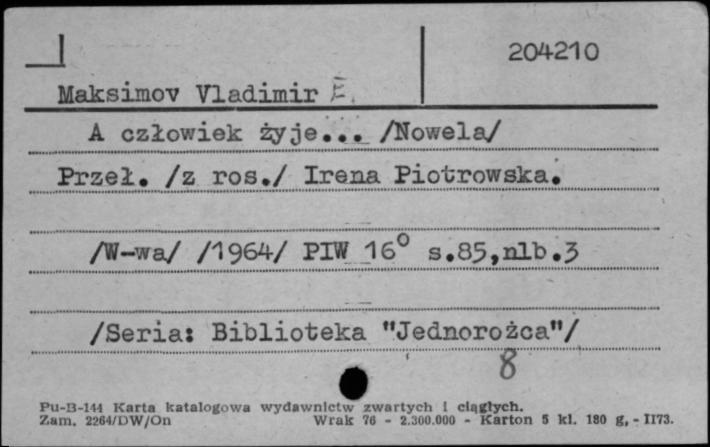 204210
Maksimov Vladimir E.
A człowiek żyje... /Nowela/
Przeł. /z ros./ Irena Piotrowska.
/W-wa/ /1964/ PIW 16° s.85,nlb.3
/Seria: Biblioteka "Jednorożca"/
8
Pu-B-144 Karta katalogowa wydawnictw zwartych i ciągłych.
Zam. 2264/DW/On Wrak 76 - 2.300.000 - Karton 5 kl. 180 g, - II73.